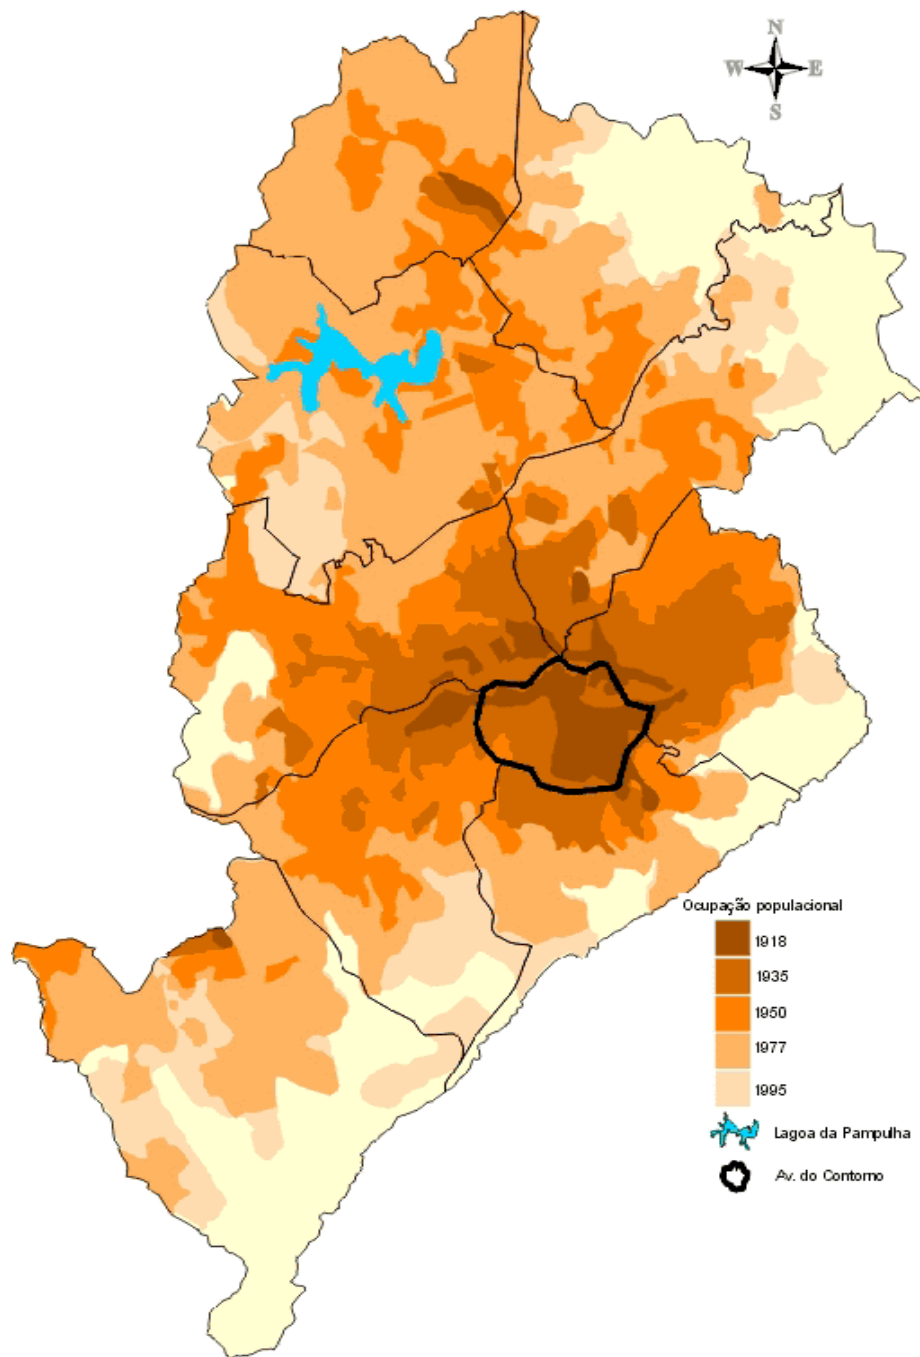 N
W E
S
Ocupação populacional
1918
1935
1950
1977
1995
Lagoa da Pampulha
Av. do Contorno